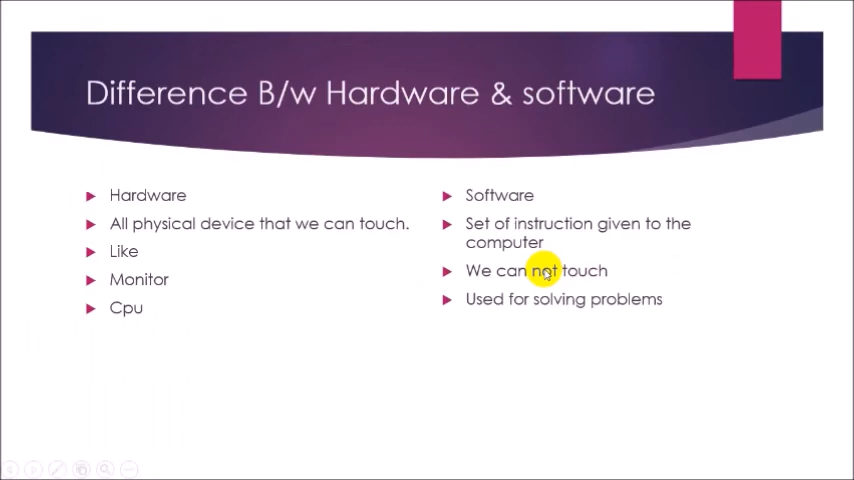 Difference B/w Hardware & software
Hardware
All physical device that we can touch.
Like
Monitor
Cpu
Software
Set of instruction given to the
computer
We can not touch
Used for solving problems